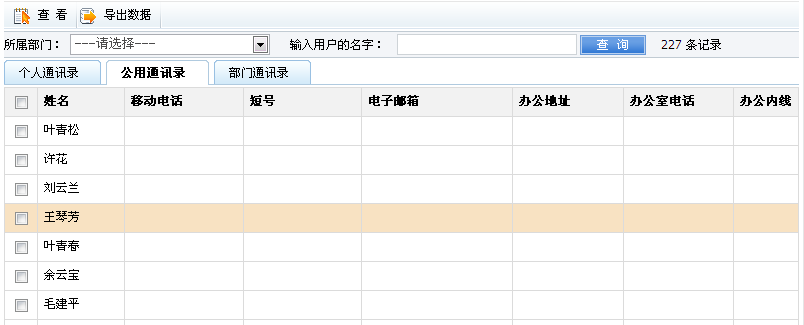 查 看 导出数据
所属部门： ---请选择--- 输入用户的名字： 查 询 227 条记录
个人通讯录 公用通讯录 部门通讯录
姓名 移动电话 短号 电子邮箱 办公地址 办公室电话 办公内线
叶青松
许花
刘云兰
王琴芳
叶青春
余云宝
毛建平